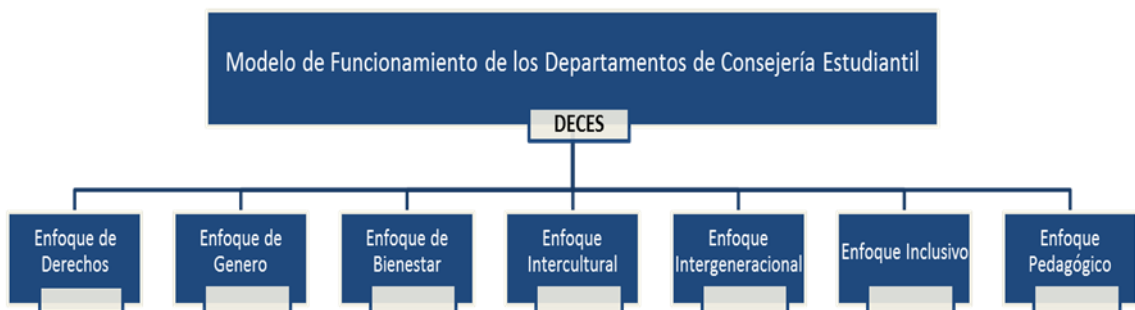 Modelo de Funcionamiento de los Departamentos de Consejería Estudiantil
DECES
Enfoque de
Derechos
Enfoque de
Genero
Enfoque de
Bienestar
Enfoque
Intercultural
Enfoque
Intergeneracional
Enfoque Inclusivo
Enfoque
Pedagógico